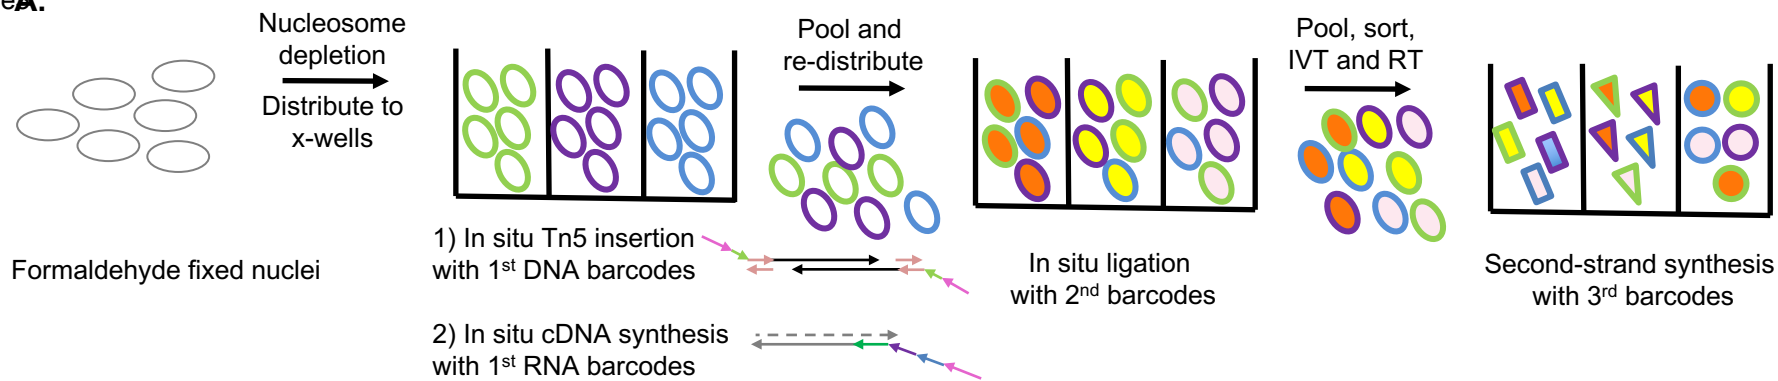 A.
Nucleosome
depletion
Distribute to
x-wells
Pool and
re-distribute
Pool, sort,
IVT and RT
Formaldehyde fixed nuclei
1) In situ Tn5 insertion
with 1st DNA barcodes
2) In situ cDNA synthesis
with 1st RNA barcodes
In situ ligation
with 2nd barcodes
Second-strand synthesis
with 3rd barcodes